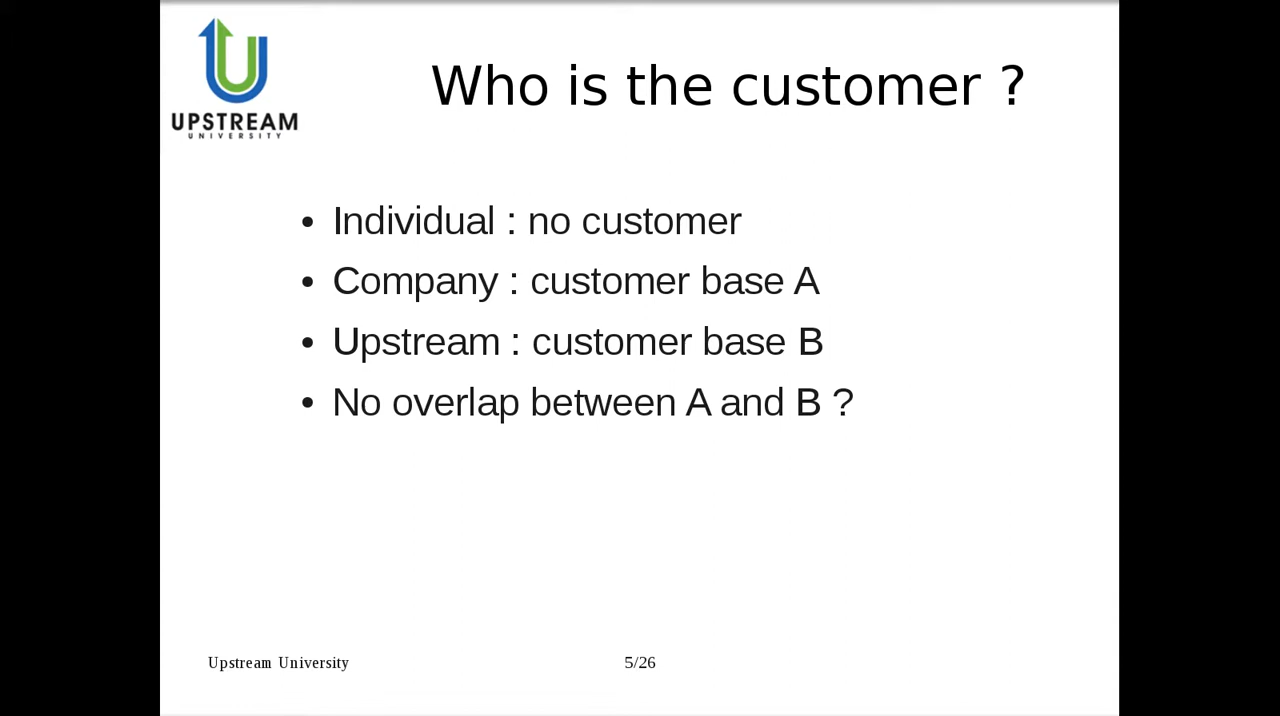 UPSTREAM
UNIVERSITY
Who is the customer ?
• Individual : no customer
• Company : customer base A
• Upstream : customer base B
• No overlap between A and B ?
Upstream University
5/26